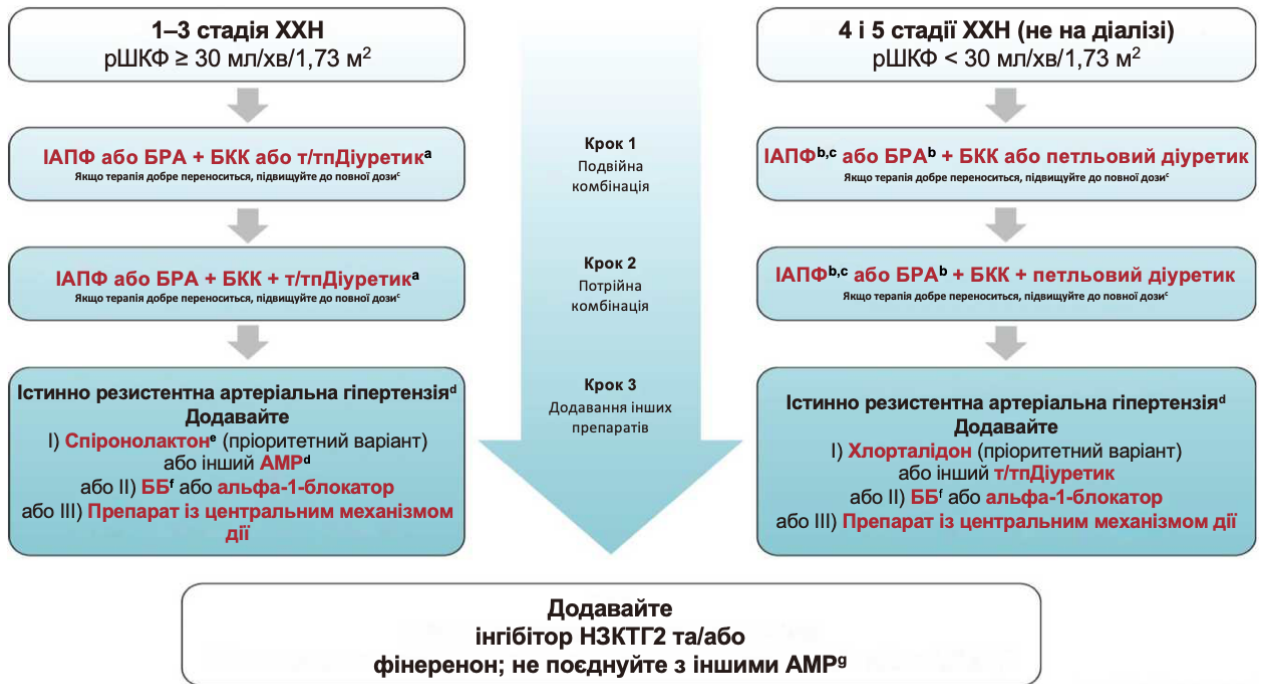 1–3 стадія ХХН
рШКФ ≥ 30 мл/хв/1,73 м²
ІАПФ або БРА + БКК або т/тпДіуретикᵃ
Якщо терапія добре переноситься, підвищуйте до повної дозиᶜ
ІАПФ або БРА + БКК + т/тпДіуретикᵃ
Якщо терапія добре переноситься, підвищуйте до повної дозиᶜ
Істинно резистентна артеріальна гіпертензіяᵈ
Додавайте
І) Спіронолактонᵉ (пріоритетний варіант)
або інший АМРᵈ
або ІІ) ББᶠ або альфа-1-блокатор
або ІІІ) Препарат із центральним механізмом
дії
Крок 1
Подвійна
комбінація
Крок 2
Потрійна
комбінація
Крок 3
Додавання інших
препаратів
4 і 5 стадії ХХН (не на діалізі)
рШКФ < 30 мл/хв/1,73 м²
ІАПФᵇ,ᶜ або БРАᵇ + БКК або петльовий діуретик
Якщо терапія добре переноситься, підвищуйте до повної дозиᶜ
ІАПФᵇ,ᶜ або БРАᵇ + БКК + петльовий діуретик
Якщо терапія добре переноситься, підвищуйте до повної дозиᶜ
Істинно резистентна артеріальна гіпертензіяᵈ
Додавайте
І) Хлорталідон (пріоритетний варіант)
або інший т/тпДіуретик
або ІІ) ББᶠ або альфа-1-блокатор
або ІІІ) Препарат із центральним механізмом дії
Додавайте
інгібітор НЗКТГ2 та/або
фінеренон; не поєднуйте з іншими АМРᵍ